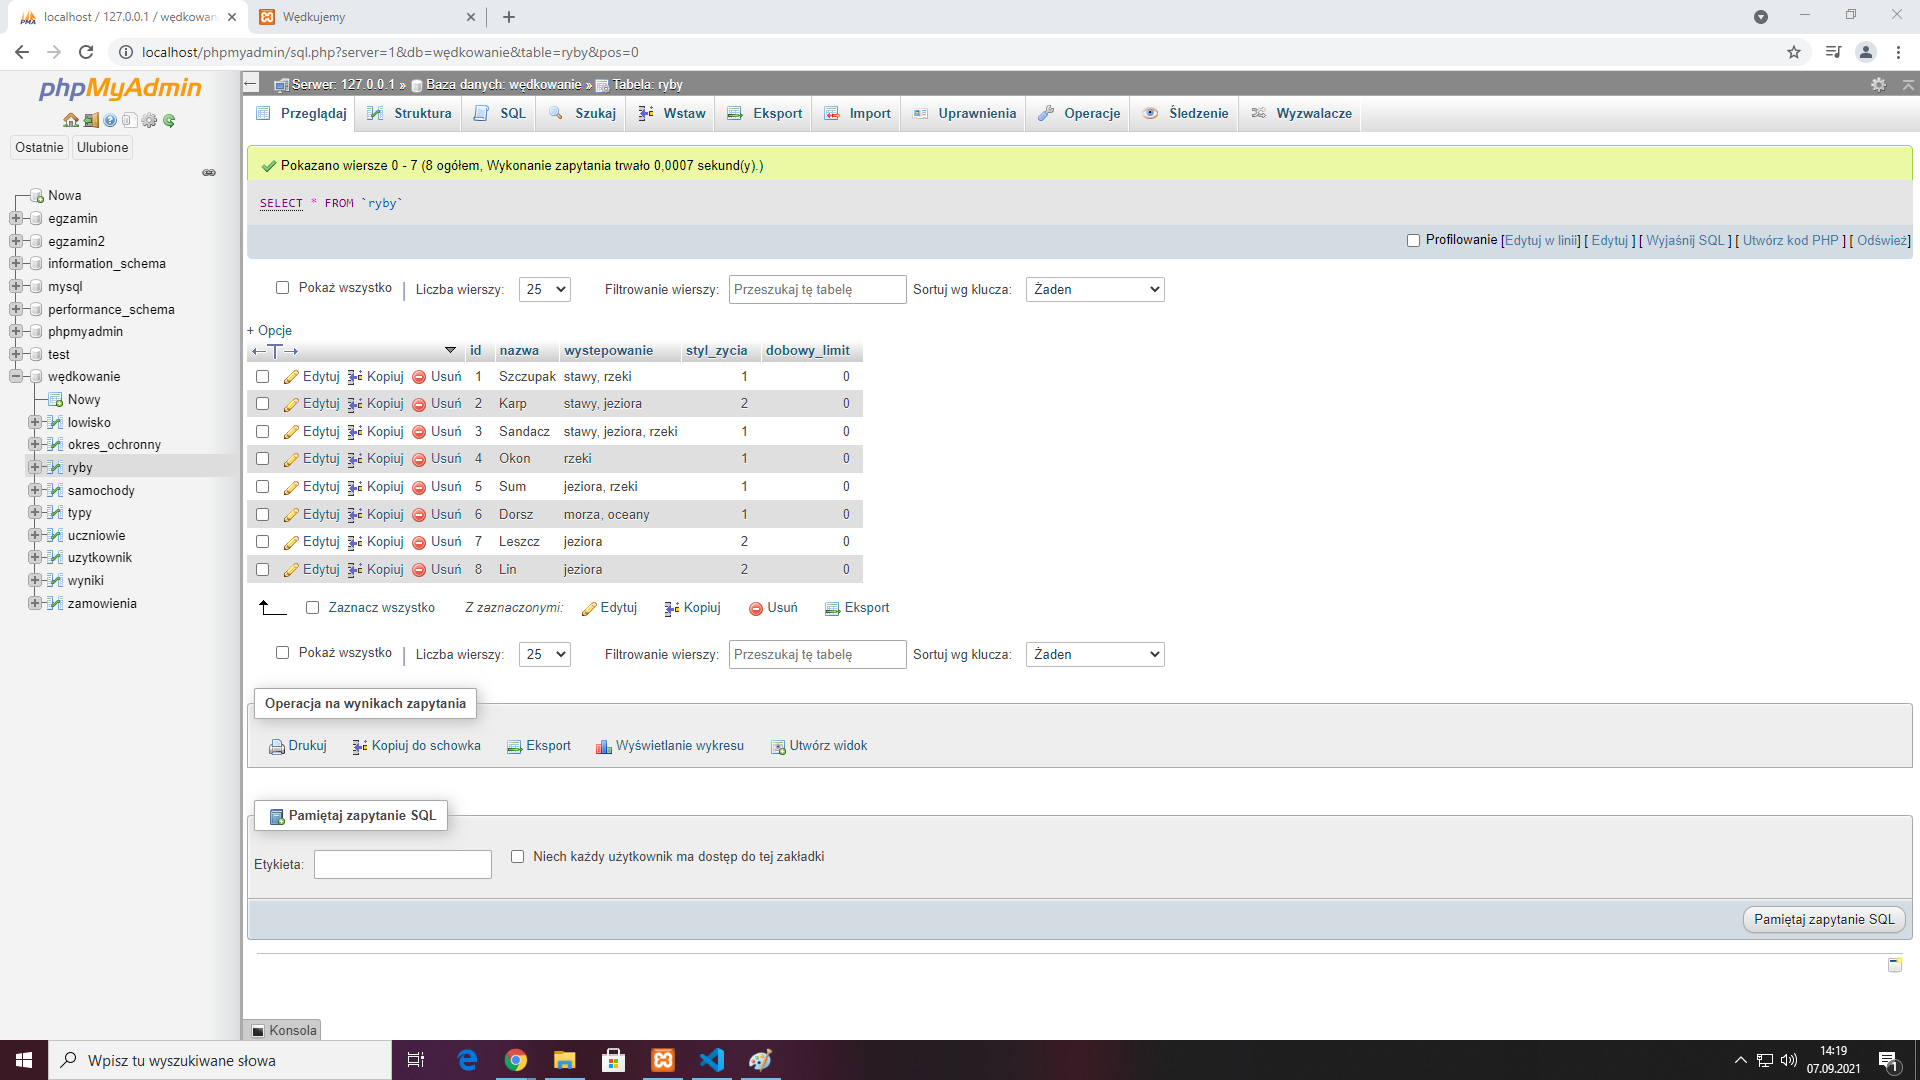 localhost / 127.0.0.1 / wędkowan
Wędkujemy
localhost/phpmyadmin/sql.php?server=1&db=wędkowanie&table=ryby&pos=0
phpMyAdmin
Ostatnie
Ulubione
Nowa
egzamin
egzamin2
information_schema
mysql
performance_schema
phpmyadmin
test
wędkowanie
Nowy
lowisko
okres_ochronny
ryby
samochody
typy
uczniowie
uzytkownik
wyniki
zamowienia
Serwer: 127.0.0.1 » Baza danych: wędkowanie » Tabela: ryby
Przeglądaj Struktura SQL Szukaj Wstaw Eksport Import Uprawnienia Operacje Śledzenie Wyzwalacze
Pokazano wiersze 0 - 7 (8 ogółem, Wykonanie zapytania trwało 0,0007 sekund(y).)
SELECT * FROM `ryby`
Profilowanie [Edytuj w linii] [ Edytuj ] [ Wyjaśnij SQL ] [ Utwórz kod PHP ] [ Odśwież]
Pokaż wszystko | Liczba wierszy: 25 Filtrowanie wierszy: Przeszukaj tę tabelę Sortuj wg klucza: Żaden
+ Opcje
←T→ id nazwa wystepowanie styl_zycia dobowy_limit
Edytuj Kopiuj Usuń 1 Szczupak stawy, rzeki 1 0
Edytuj Kopiuj Usuń 2 Karp stawy, jeziora 2 0
Edytuj Kopiuj Usuń 3 Sandacz stawy, jeziora, rzeki 1 0
Edytuj Kopiuj Usuń 4 Okon rzeki 1 0
Edytuj Kopiuj Usuń 5 Sum jeziora, rzeki 1 0
Edytuj Kopiuj Usuń 6 Dorsz morza, oceany 1 0
Edytuj Kopiuj Usuń 7 Leszcz jeziora 2 0
Edytuj Kopiuj Usuń 8 Lin jeziora 2 0
Zaznacz wszystko Z zaznaczonymi: Edytuj Kopiuj Usuń Eksport
Pokaż wszystko | Liczba wierszy: 25 Filtrowanie wierszy: Przeszukaj tę tabelę Sortuj wg klucza: Żaden
Operacja na wynikach zapytania
Drukuj Kopiuj do schowka Eksport Wyświetlanie wykresu Utwórz widok
Pamiętaj zapytanie SQL
Etykieta: Niech każdy użytkownik ma dostęp do tej zakładki
Pamiętaj zapytanie SQL
Konsola
Wpisz tu wyszukiwane słowa
14:19
07.09.2021
1